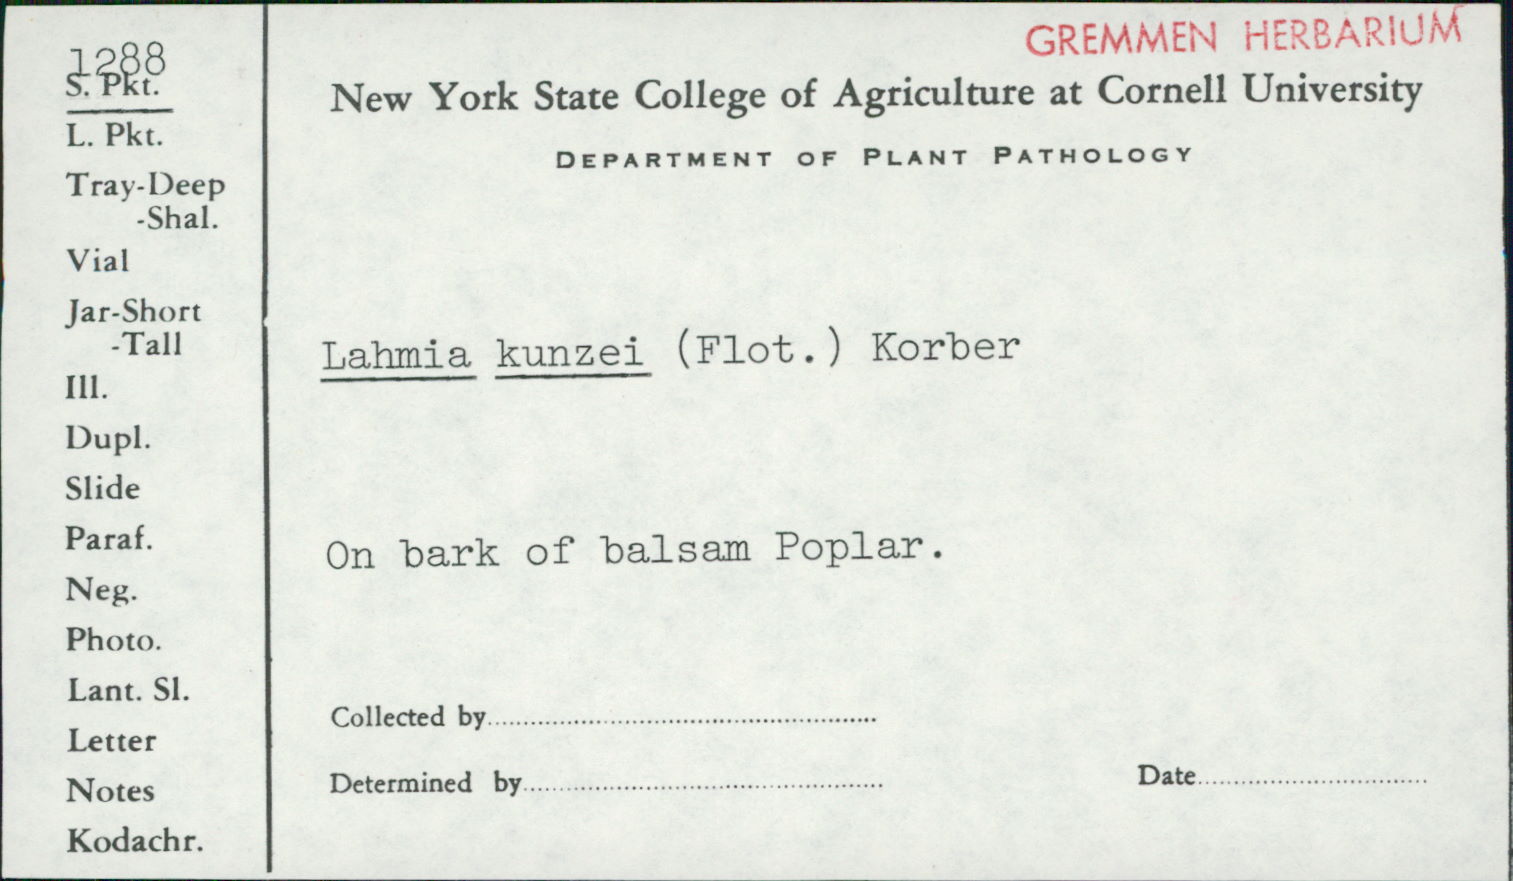 GREMMEN HERBARIUM
1288
S. Pkt.
L. Pkt.
Tray-Deep
-Shal.
Vial
Jar-Short
-Tall
Ill.
Dupl.
Slide
Paraf.
Neg.
Photo.
Lant. Sl.
Letter
Notes
Kodachr.
New York State College of Agriculture at Cornell University
DEPARTMENT OF PLANT PATHOLOGY
Lahmia kunzei (Flot.) Korber
On bark of balsam Poplar.
Collected by
Determined by
Date